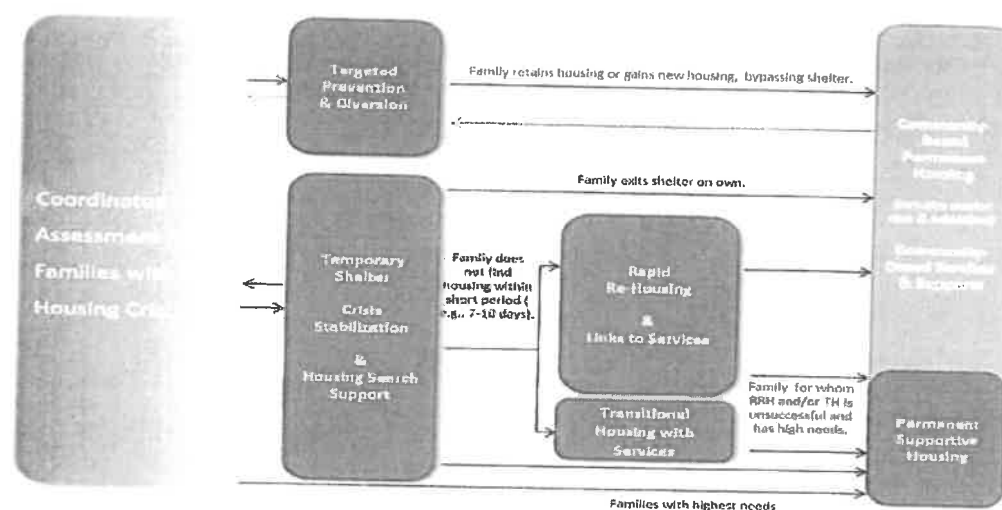 Targeted
Prevention
& Diversion
Family retains housing or gains new housing, bypassing shelter.
Community-
Based
Permanent
Housing
& Supports
Coordinated
Assessment
Families with
Housing Crisis
Family exits shelter on own.
Temporary
Shelter
Crisis
Stabilization
&
Housing Search
Support
Family does
not find
housing within
short period (
e.g., 7-10 days).
Rapid
Re-Housing
&
Links to Services
Transitional
Housing with
Services
Family for whom
RRH and/or TH is
unsuccessful and
has high needs.
Permanent
Supportive
Housing
Families with highest needs